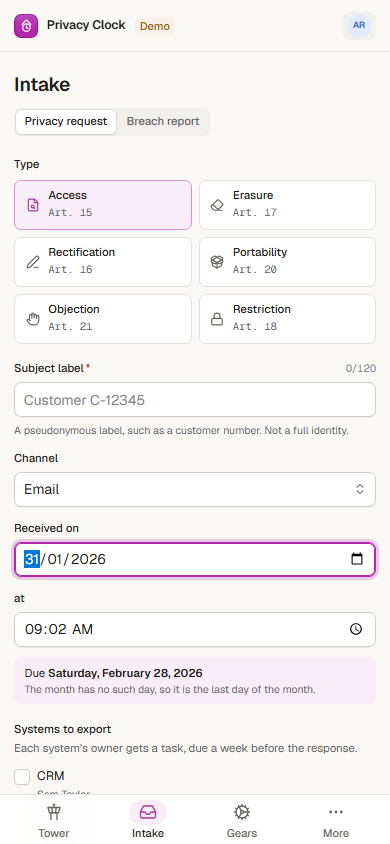 Privacy Clock Demo AR
Intake
Privacy request Breach report
Type
Access
Art. 15
Erasure
Art. 17
Rectification
Art. 16
Portability
Art. 20
Objection
Art. 21
Restriction
Art. 18
Subject label* 0/120
Customer C-12345
A pseudonymous label, such as a customer number. Not a full identity.
Channel
Email
Received on
31/01/2026
at
09:02 AM
Due Saturday, February 28, 2026
The month has no such day, so it is the last day of the month.
Systems to export
Each system's owner gets a task, due a week before the response.
CRM
Tower Intake Gears More